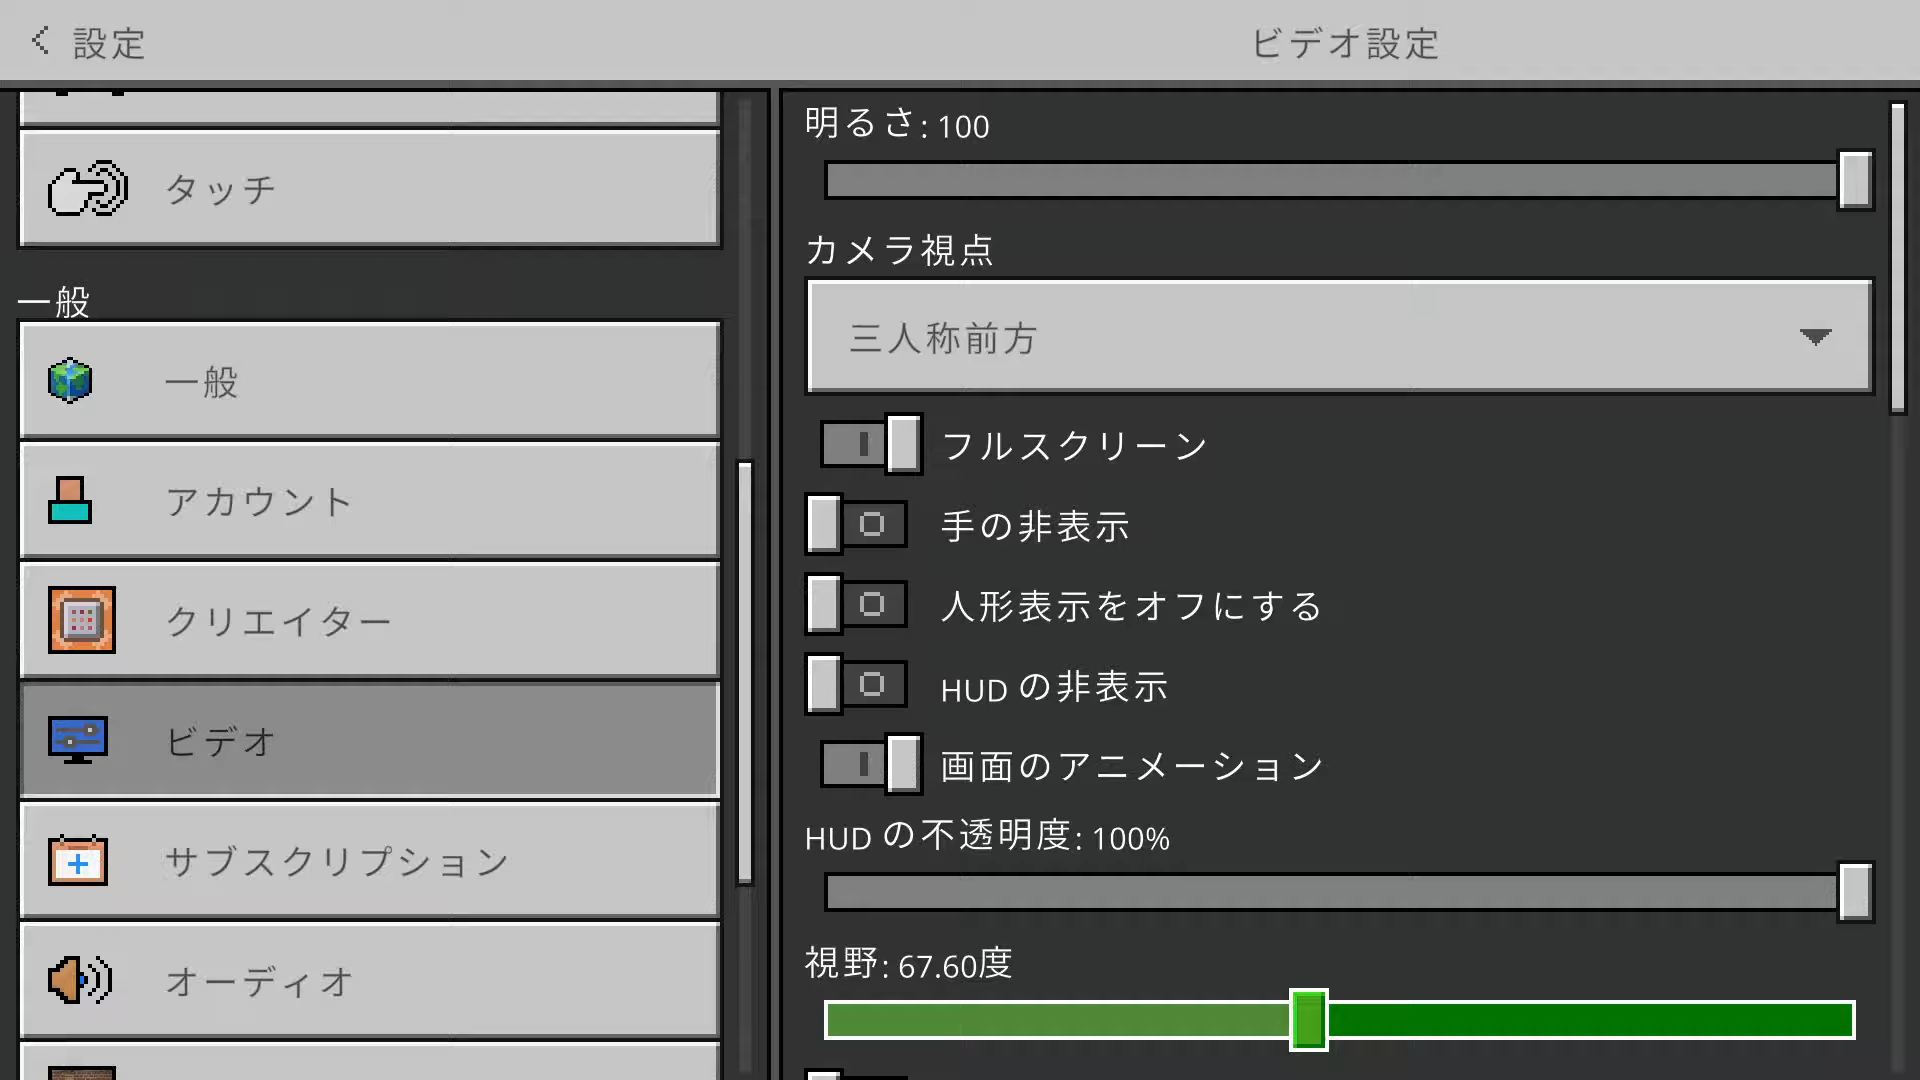 設定
ビデオ設定
タッチ
一般
一般
アカウント
クリエイター
ビデオ
サブスクリプション
オーディオ
明るさ: 100
カメラ視点
三人称前方
フルスクリーン
手の非表示
人形表示をオフにする
HUD の非表示
画面のアニメーション
HUD の不透明度: 100%
視野: 67.60度